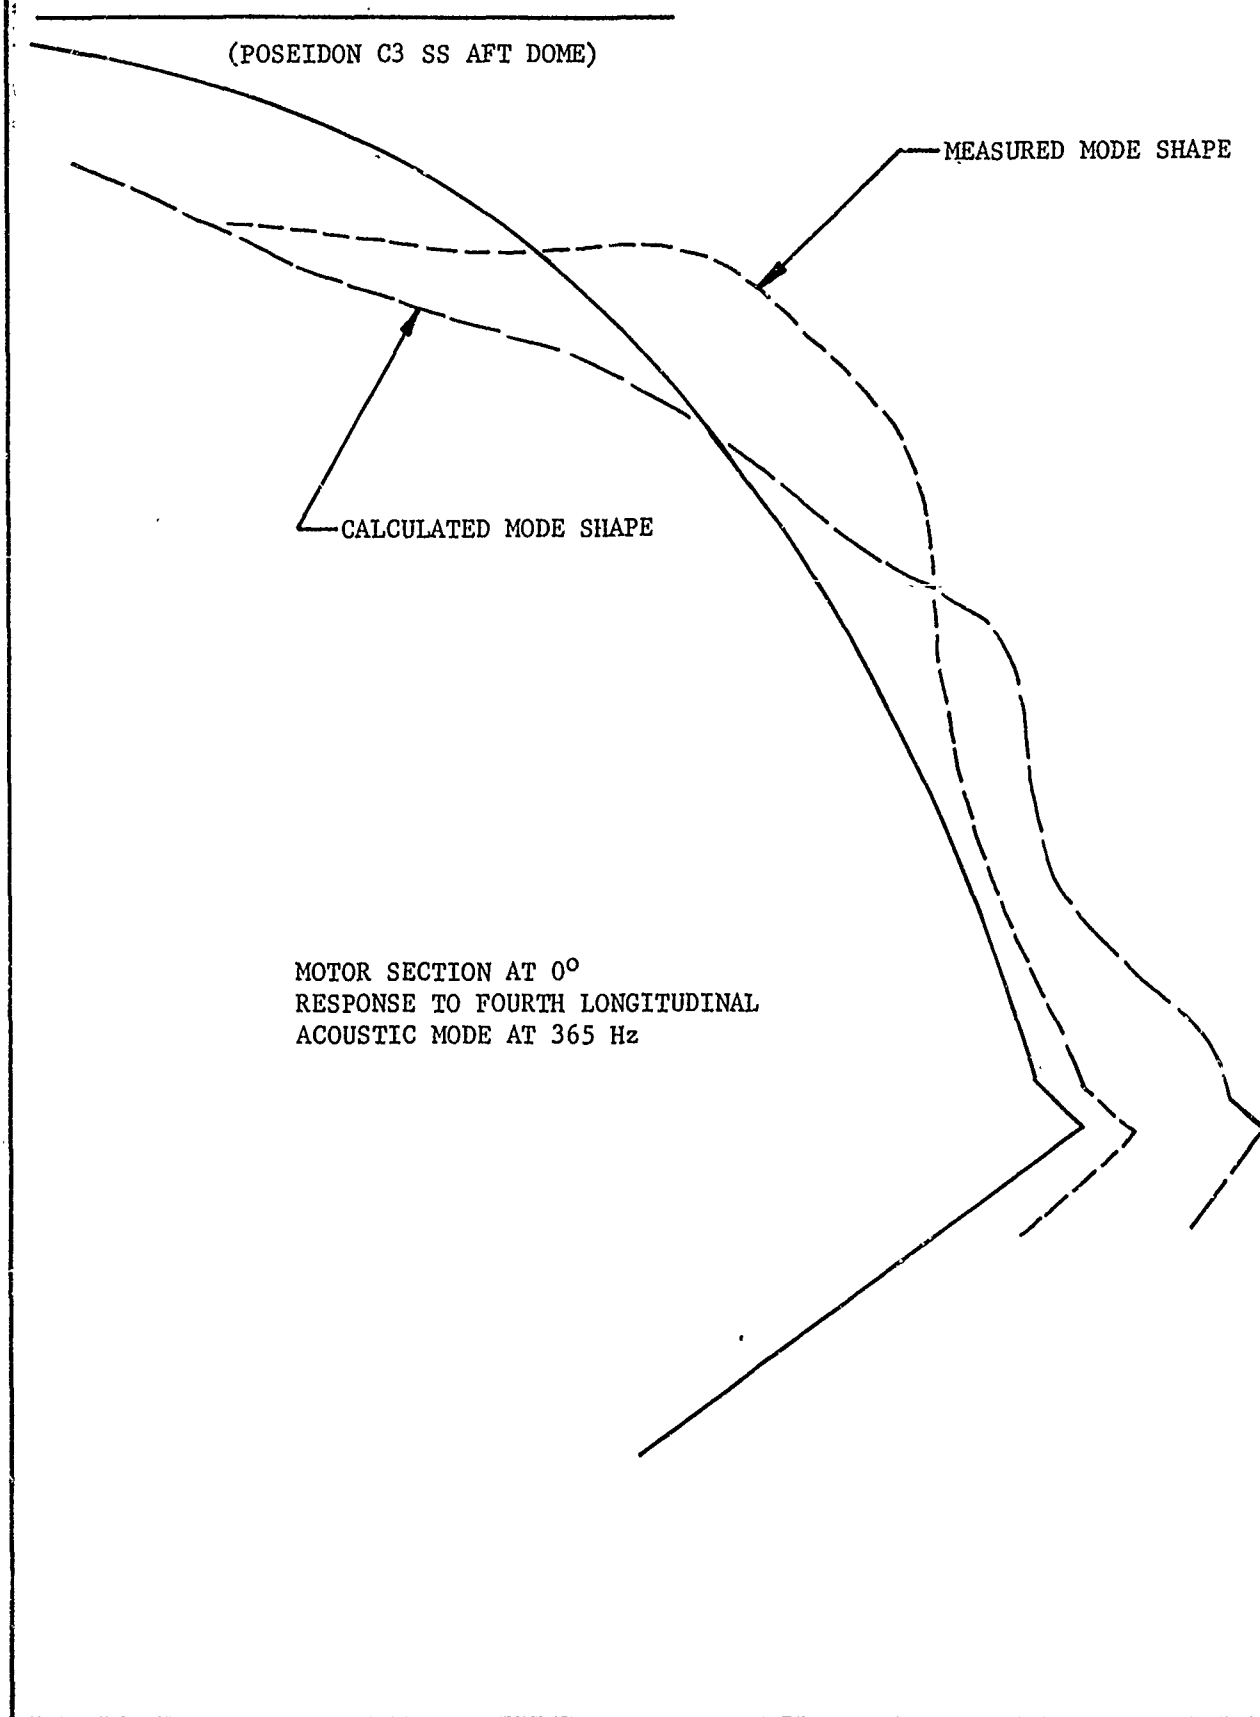 (POSEIDON C3 SS AFT DOME)
MEASURED MODE SHAPE
CALCULATED MODE SHAPE
MOTOR SECTION AT 0°
RESPONSE TO FOURTH LONGITUDINAL
ACOUSTIC MODE AT 365 Hz